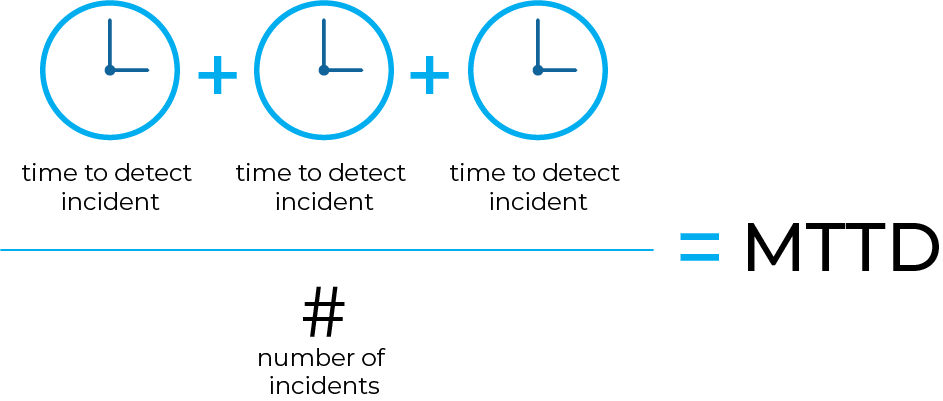 + +
time to detect time to detect time to detect
incident incident incident
= MTTD
#
number of
incidents